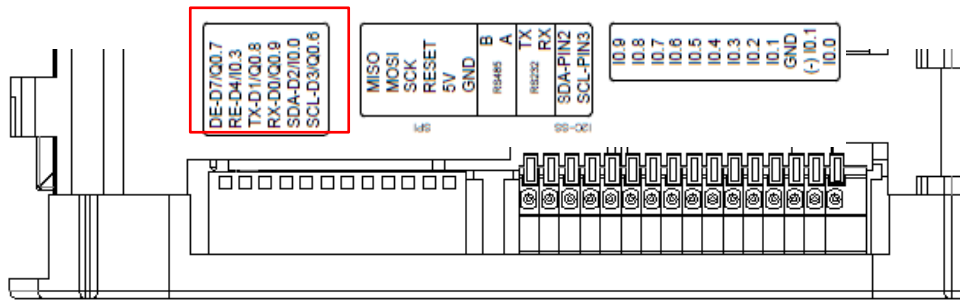 DE-D7/Q0.7
RE-D4/I0.3
TX-D1/Q0.8
RX-D0/Q0.9
SDA-D2/I0.0
SCL-D3/Q0.6
MISO
MOSI
SCK
RESET
5V
GND
B
A
RS485
TX
RX
RS232
SDA-PIN2
SCL-PIN3
I0.9
I0.8
I0.7
I0.6
I0.5
I0.4
I0.3
I0.2
I0.1
GND
(-) I0.1
I0.0